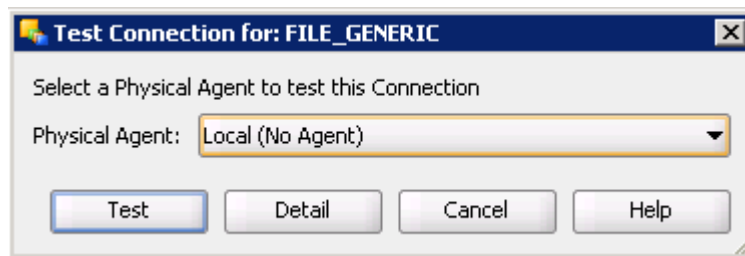 Test Connection for: FILE_GENERIC
Select a Physical Agent to test this Connection
Physical Agent: Local (No Agent)
Test Detail Cancel Help